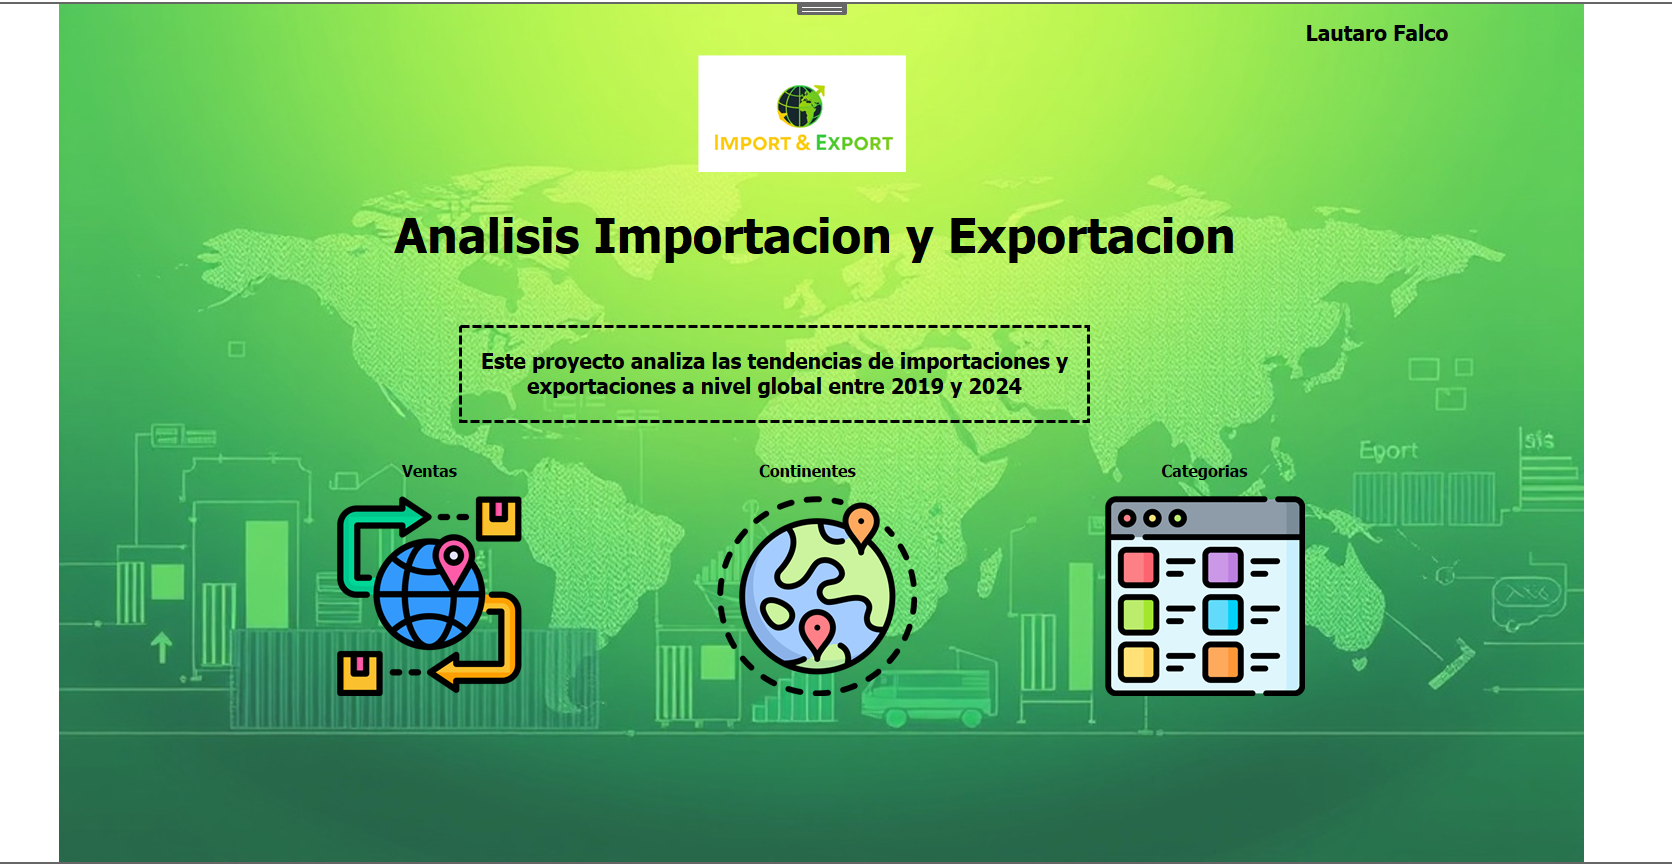 Lautaro Falco
IMPORT & EXPORT
Analisis Importacion y Exportacion
Este proyecto analiza las tendencias de importaciones y
exportaciones a nivel global entre 2019 y 2024
Ventas
Continentes
Categorias
Eport
sis